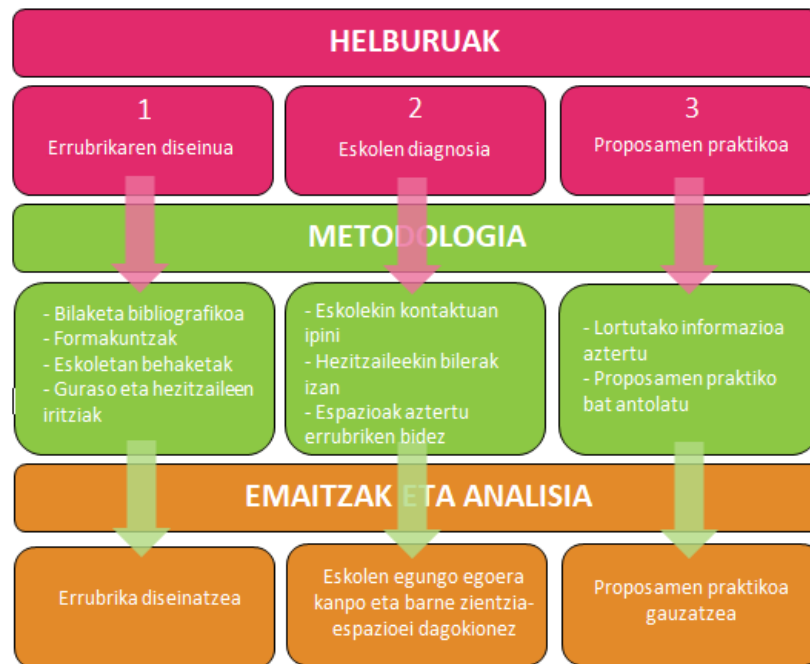 HELBURUAK
1
Errubrikaren diseinua
2
Eskolen diagnosia
3
Proposamen praktikoa
METODOLOGIA
- Bilaketa bibliografikoa
- Formakuntzak
- Eskoletan behaketak
- Guraso eta hezitzaileen
iritziak
- Eskolekin kontaktuan
ipini
- Hezitzaileekin bilerak
izan
- Espazioak aztertu
errubriken bidez
- Lortutako informazioa
aztertu
- Proposamen praktiko
bat antolatu
EMAITZAK ETA ANALISIA
Errubrika diseinatzea
Eskolen egungo egoera
kanpo eta barne zientzia-
espazioei dagokionez
Proposamen praktikoa
gauzatzea